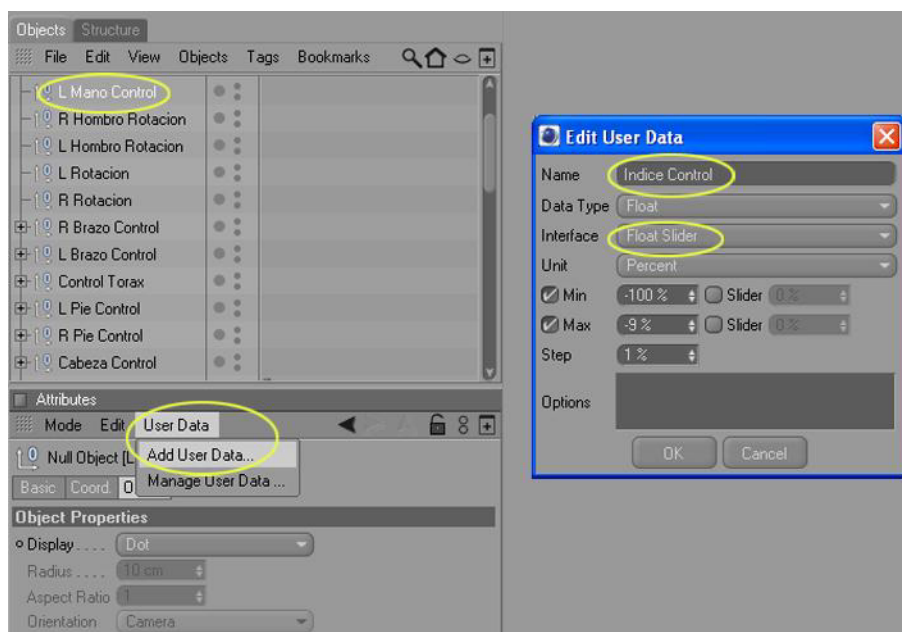 Objects Structure
File Edit View Objects Tags Bookmarks
L Mano Control
R Hombro Rotacion
L Hombro Rotacion
L Rotacion
R Rotacion
R Brazo Control
L Brazo Control
Control Torax
L Pie Control
R Pie Control
Cabeza Control
Attributes
Mode Edit User Data
Null Object [L
Add User Data...
Manage User Data ...
Basic Coord. O
Object Properties
Display . . . . Dot
Radius . . . . 10 cm
Aspect Ratio 1
Orientation Camera
Edit User Data
Name Indice Control
Data Type Float
Interface Float Slider
Unit Percent
Min -100 % Slider 0 %
Max -9 % Slider 0 %
Step 1 %
Options
OK Cancel